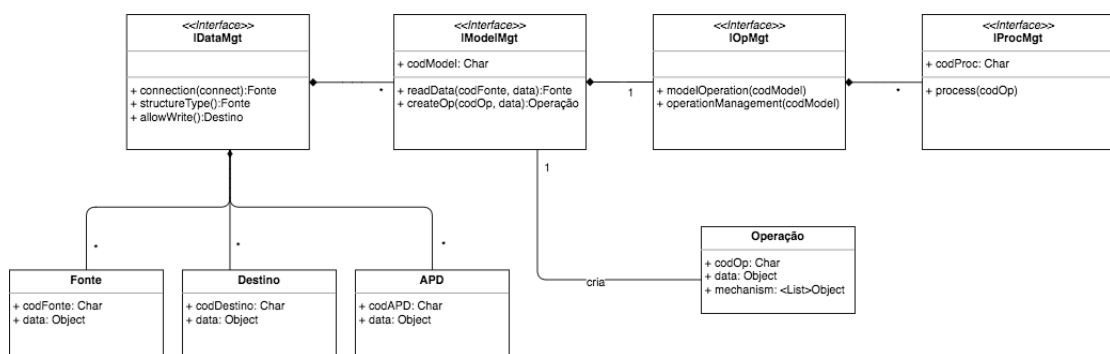 <<Interface>>
IDataMgt
+ connection(connect):Fonte
+ structureType():Fonte
+ allowWrite():Destino
*
<<Interface>>
IModelMgt
+ codModel: Char
+ readData(codFonte, data):Fonte
+ createOp(codOp, data):Operação
1
<<Interface>>
IOpMgt
+ modelOperation(codModel)
+ operationManagement(codModel)
*
<<Interface>>
IProcMgt
+ codProc: Char
+ process(codOp)
1
cria
*
*
*
Fonte
+ codFonte: Char
+ data: Object
Destino
+ codDestino: Char
+ data: Object
APD
+ codAPD: Char
+ data: Object
Operação
+ codOp: Char
+ data: Object
+ mechanism: <List>Object